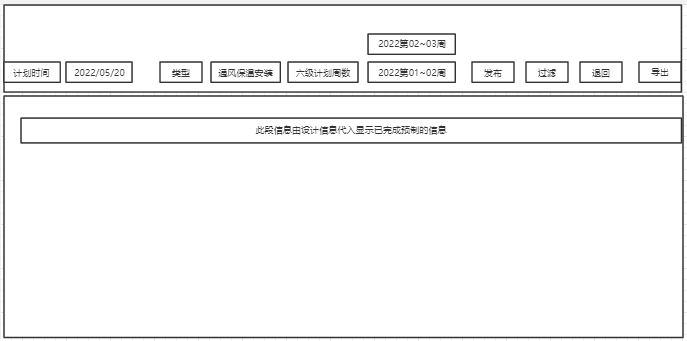 2022第02~03周
计划时间 2022/05/20 类型 通风保温安装 六级计划周数 2022第01~02周 发布 过滤 退回 导出
此段信息由设计信息代入显示已完成预制的信息